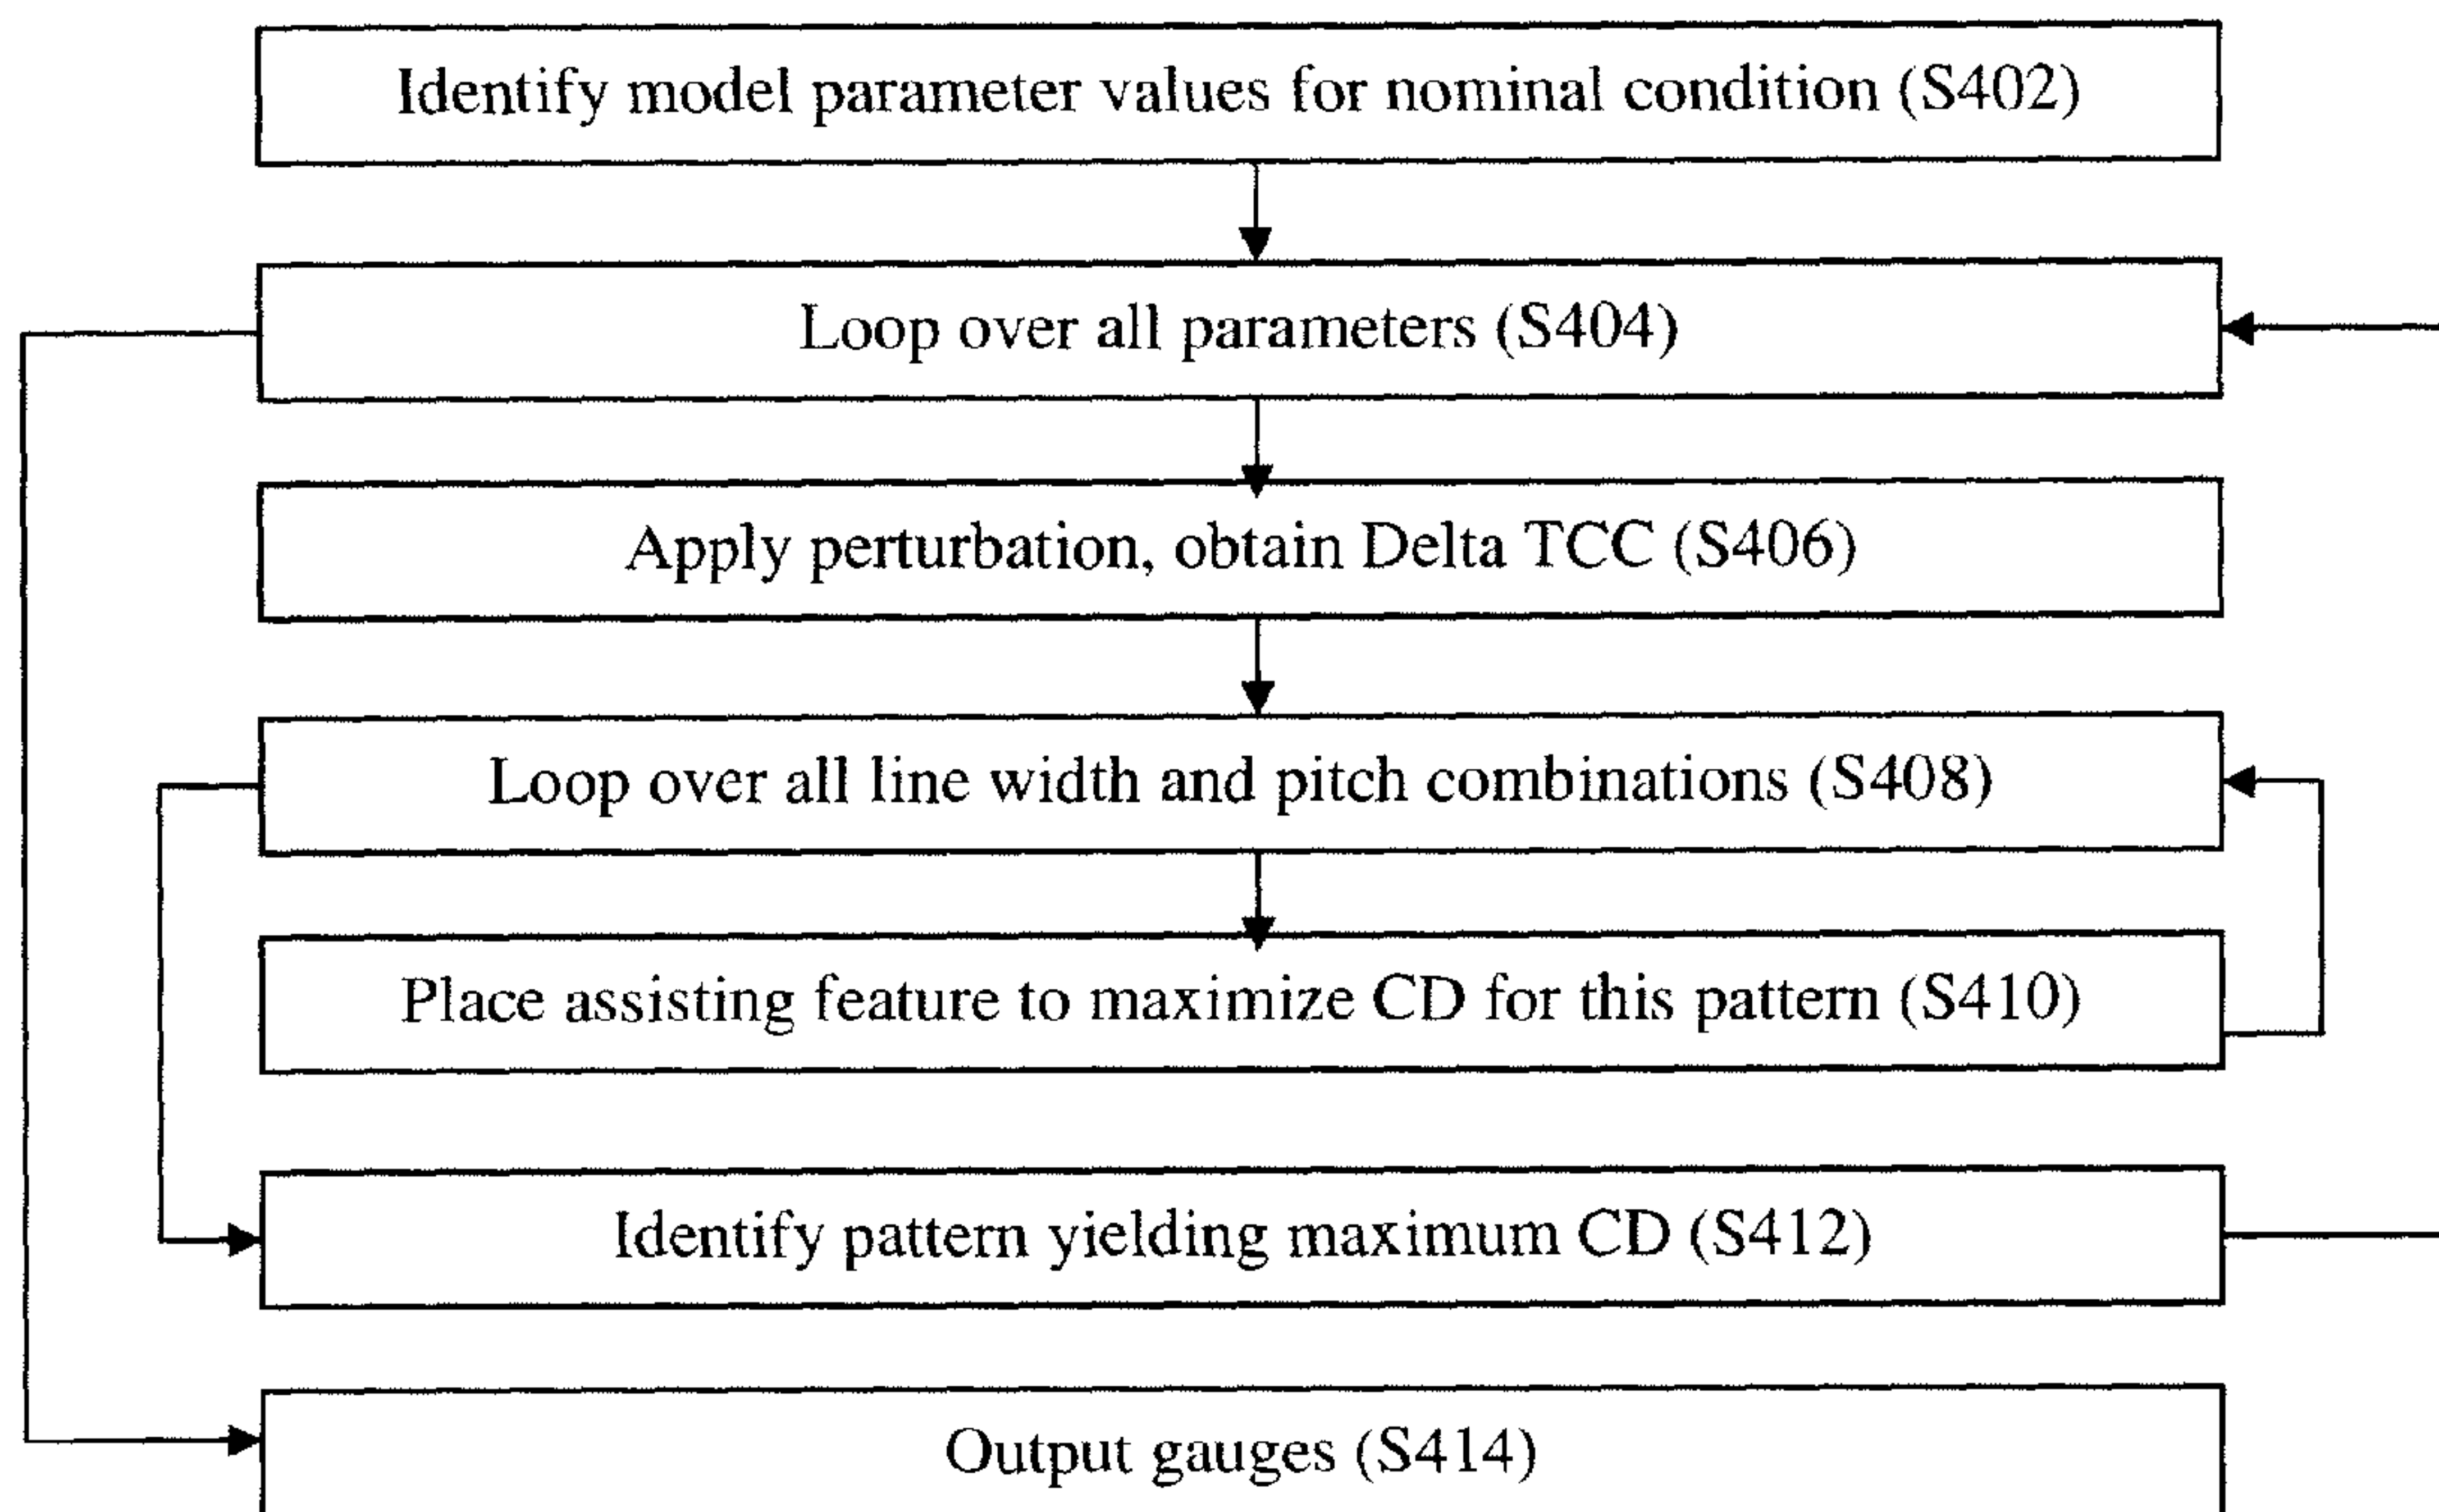 Identify model parameter values for nominal condition (S402)
Loop over all parameters (S404)
Apply perturbation, obtain Delta TCC (S406)
Loop over all line width and pitch combinations (S408)
Place assisting feature to maximize CD for this pattern (S410)
Identify pattern yielding maximum CD (S412)
Output gauges (S414)